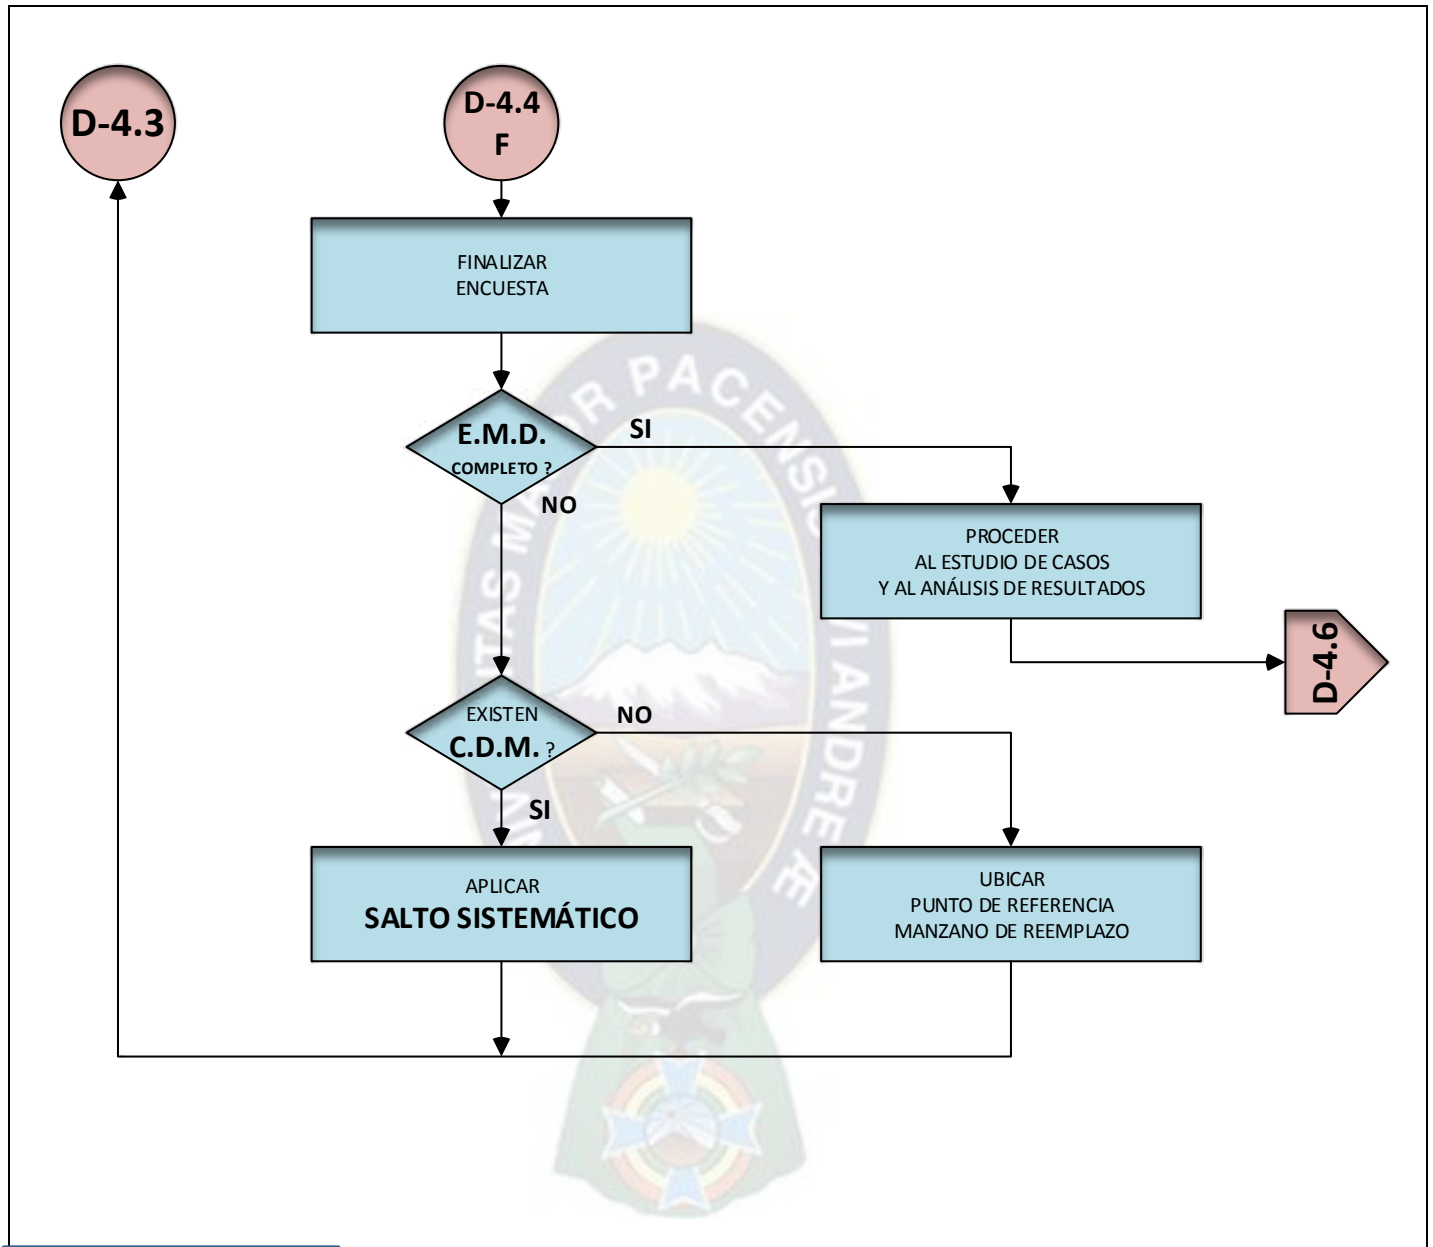 D-4.3
D-4.4
F
FINALIZAR
ENCUESTA
E.M.D.
COMPLETO ?
SI
NO
PROCEDER
AL ESTUDIO DE CASOS
Y AL ANÁLISIS DE RESULTADOS
D-4.6
EXISTEN
C.D.M. ?
NO
SI
APLICAR
SALTO SISTEMÁTICO
UBICAR
PUNTO DE REFERENCIA
MANZANO DE REEMPLAZO